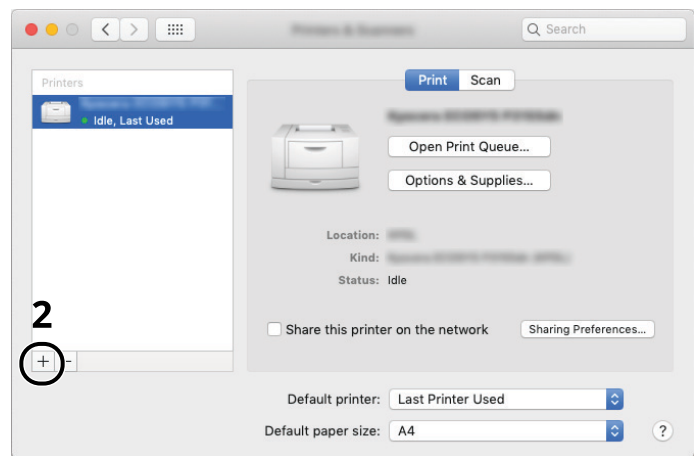 Search
Printers
Print Scan
Idle, Last Used
Open Print Queue...
Options & Supplies...
Location:
Kind:
Status: Idle
2
Share this printer on the network Sharing Preferences...
+ -
Default printer: Last Printer Used
Default paper size: A4 ?